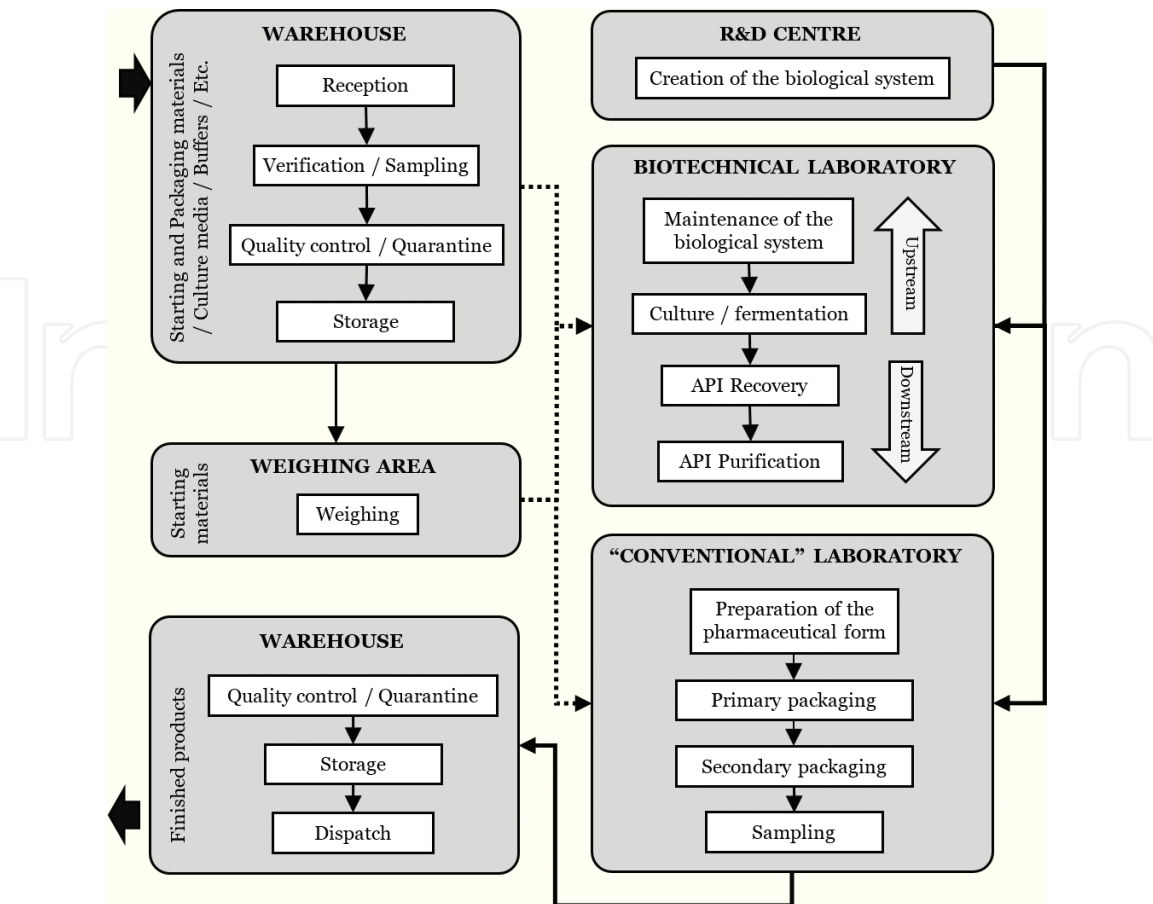 WAREHOUSE
Starting and Packaging materials
/ Culture media / Buffers / Etc.
Reception
Verification / Sampling
Quality control / Quarantine
Storage
WEIGHING AREA
Starting
materials
Weighing
WAREHOUSE
Finished products
Quality control / Quarantine
Storage
Dispatch
R&D CENTRE
Creation of the biological system
BIOTECHNICAL LABORATORY
Maintenance of the
biological system
Culture / fermentation
API Recovery
API Purification
Upstream
Downstream
“CONVENTIONAL” LABORATORY
Preparation of the
pharmaceutical form
Primary packaging
Secondary packaging
Sampling